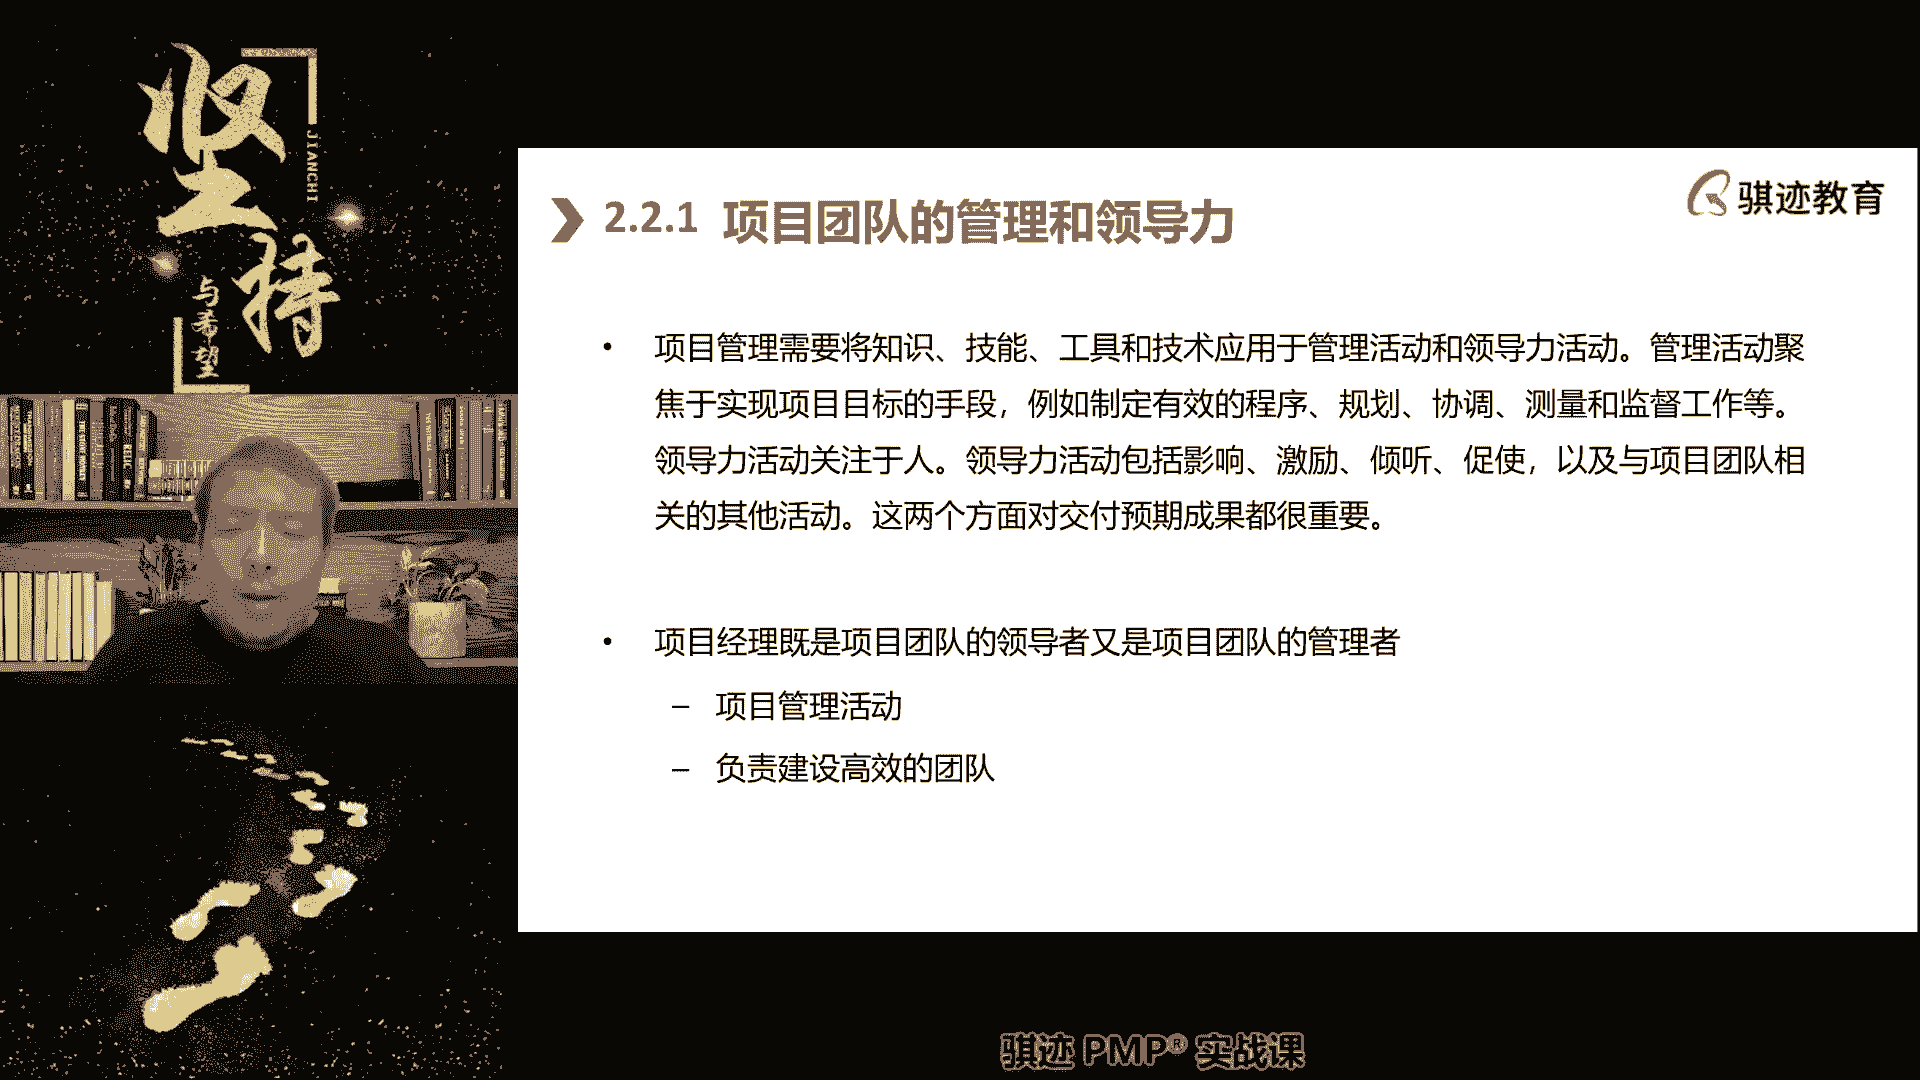 坚持
JIANCHI
与希望
骐迹教育
2.2.1 项目团队的管理和领导力
• 项目管理需要将知识、技能、工具和技术应用于管理活动和领导力活动。管理活动聚
焦于实现项目目标的手段，例如制定有效的程序、规划、协调、测量和监督工作等。
领导力活动关注于人。领导力活动包括影响、激励、倾听、促使，以及与项目团队相
关的其他活动。这两个方面对交付预期成果都很重要。
• 项目经理既是项目团队的领导者又是项目团队的管理者
– 项目管理活动
– 负责建设高效的团队
骐迹 PMP® 实战课